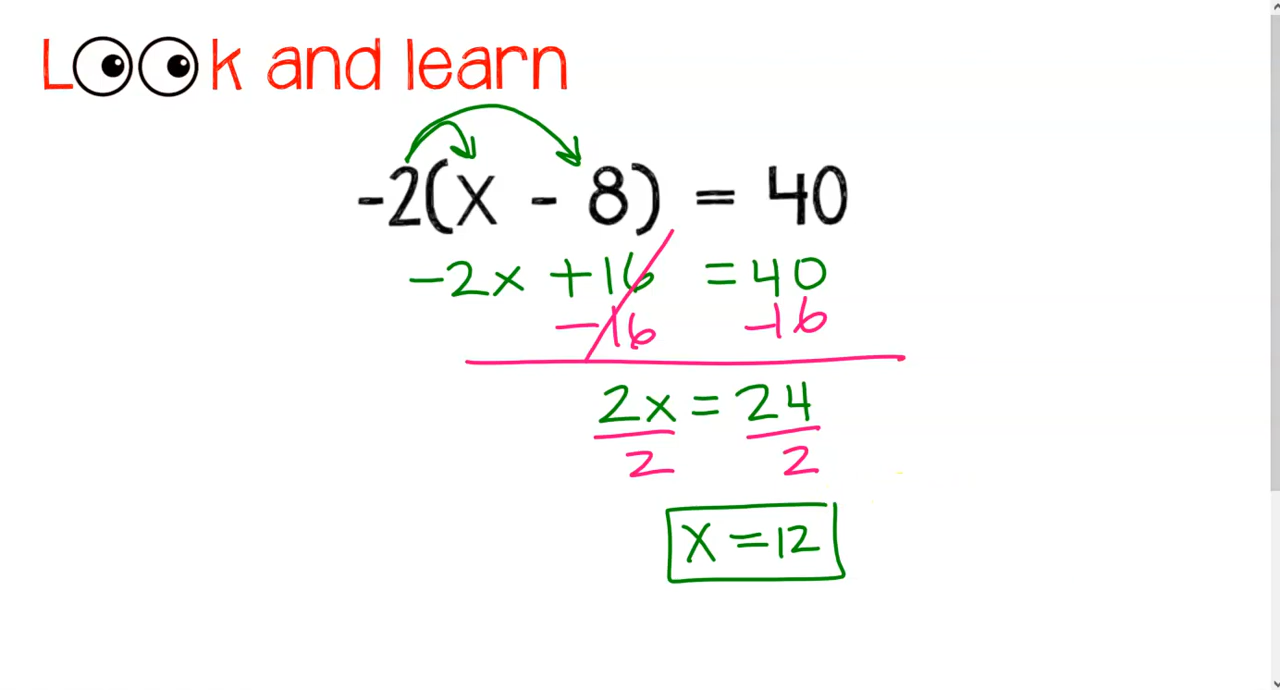 Look and learn
-2(x - 8) = 40
-2x +16 =40
-16 -16
2x = 24
2 2
x =12